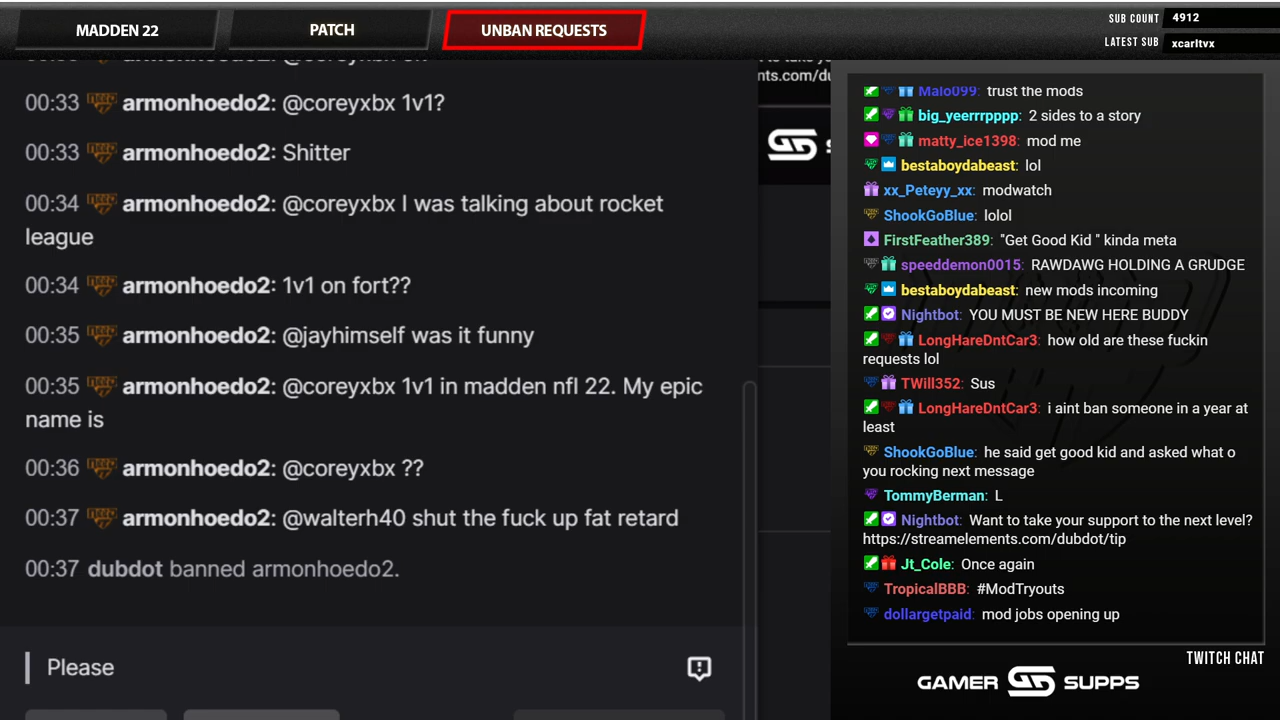 MADDEN 22
PATCH
UNBAN REQUESTS
SUB COUNT 4912
LATEST SUB xcarltvx
00:33 armonhoedo2: @coreyxbx 1v1?
00:33 armonhoedo2: Shitter
00:34 armonhoedo2: @coreyxbx I was talking about rocket
league
00:34 armonhoedo2: 1v1 on fort??
00:35 armonhoedo2: @jayhimself was it funny
00:35 armonhoedo2: @coreyxbx 1v1 in madden nfl 22. My epic
name is
00:36 armonhoedo2: @coreyxbx ??
00:37 armonhoedo2: @walterh40 shut the fuck up fat retard
00:37 dubdot banned armonhoedo2.
Please
nts.com/du
Malo099: trust the mods
big_yeerrrpppp: 2 sides to a story
matty_ice1398: mod me
bestaboydabeast: lol
xx_Peteyy_xx: modwatch
ShookGoBlue: lolol
FirstFeather389: "Get Good Kid " kinda meta
speeddemon0015: RAWDAWG HOLDING A GRUDGE
bestaboydabeast: new mods incoming
Nightbot: YOU MUST BE NEW HERE BUDDY
LongHareDntCar3: how old are these fuckin
requests lol
TWill352: Sus
LongHareDntCar3: i aint ban someone in a year at
least
ShookGoBlue: he said get good kid and asked what o
you rocking next message
TommyBerman: L
Nightbot: Want to take your support to the next level?
https://streamelements.com/dubdot/tip
Jt_Cole: Once again
TropicalBBB: #ModTryouts
dollargetpaid: mod jobs opening up
TWITCH CHAT
GAMER SUPPS